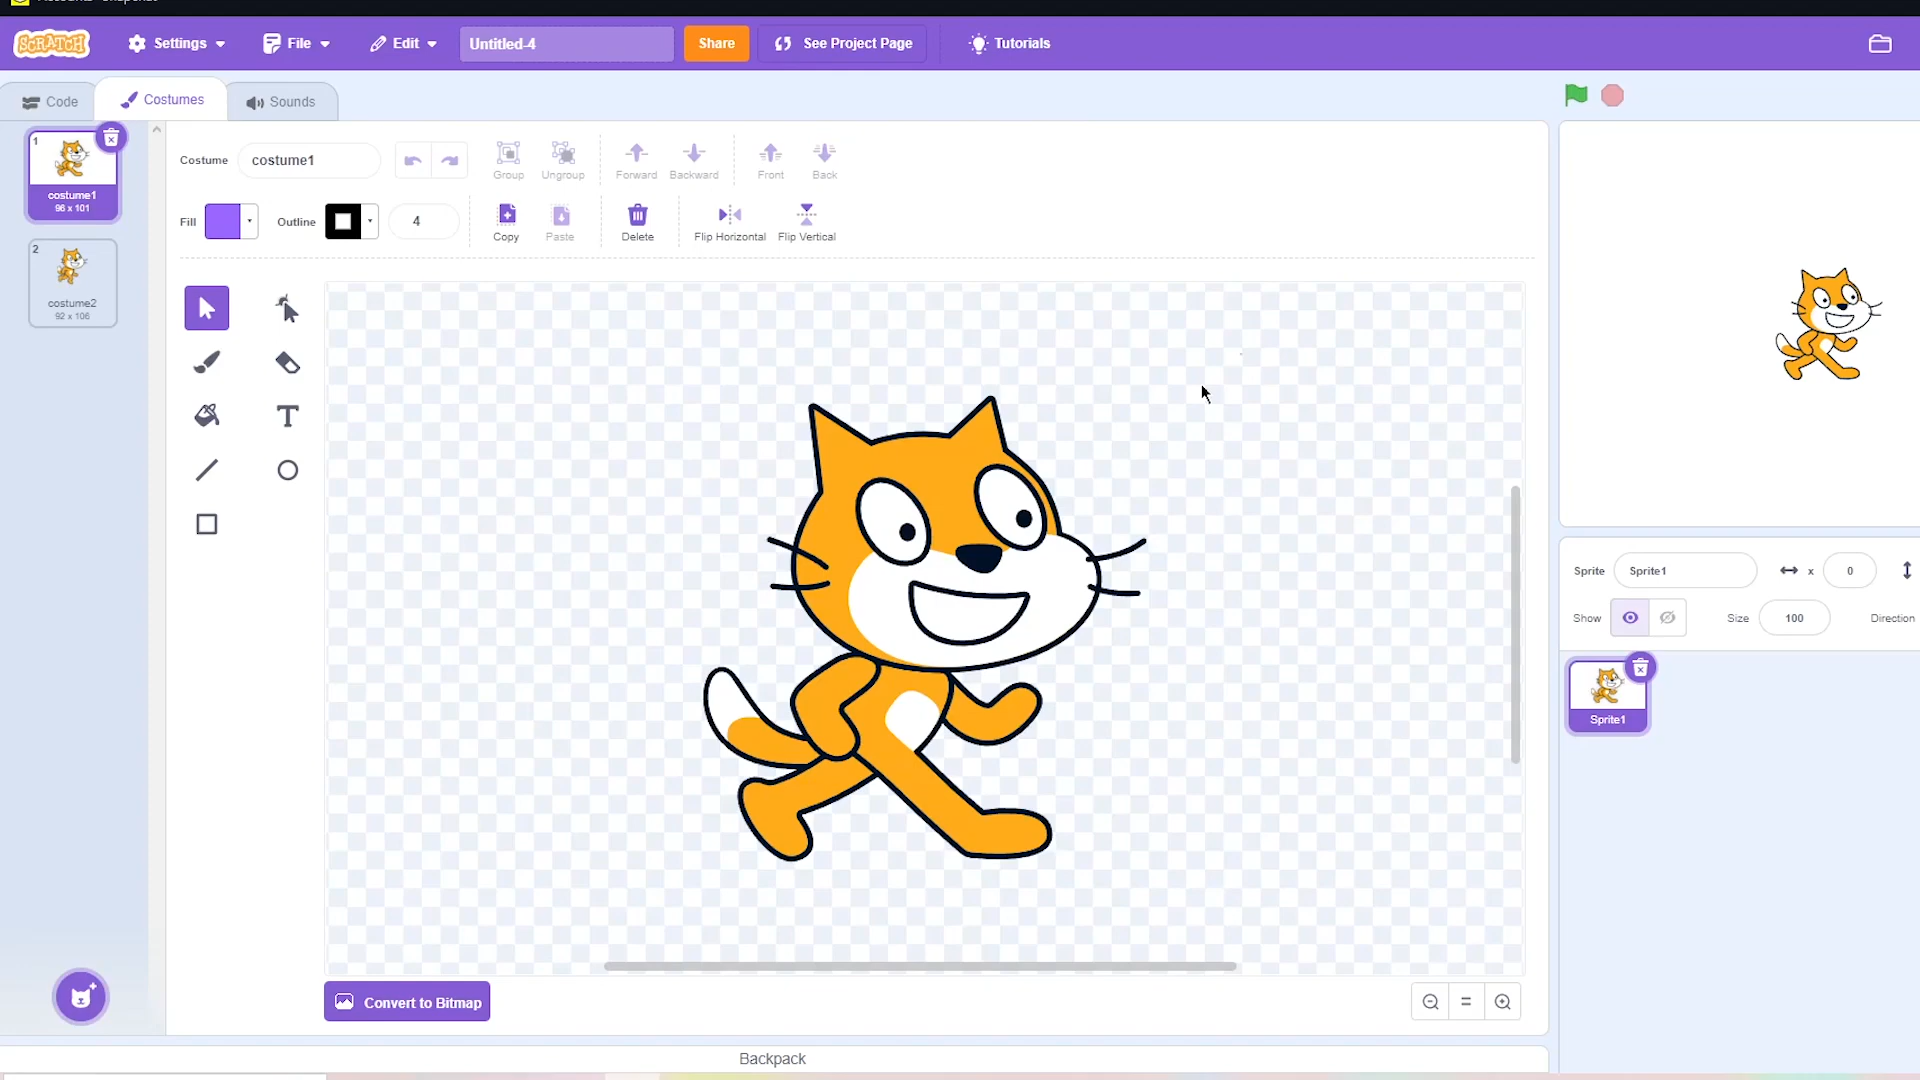 SCRATCH
Settings
File
Edit
Untitled-4
Share
See Project Page
Tutorials
Code
Costumes
Sounds
1
costume1
96 x 101
2
costume2
92 x 106
Costume
costume1
Group
Ungroup
Forward
Backward
Front
Back
Fill
Outline
4
Copy
Paste
Delete
Flip Horizontal
Flip Vertical
T
Convert to Bitmap
Backpack
Sprite
Sprite1
x
0
Show
Size
100
Direction
Sprite1